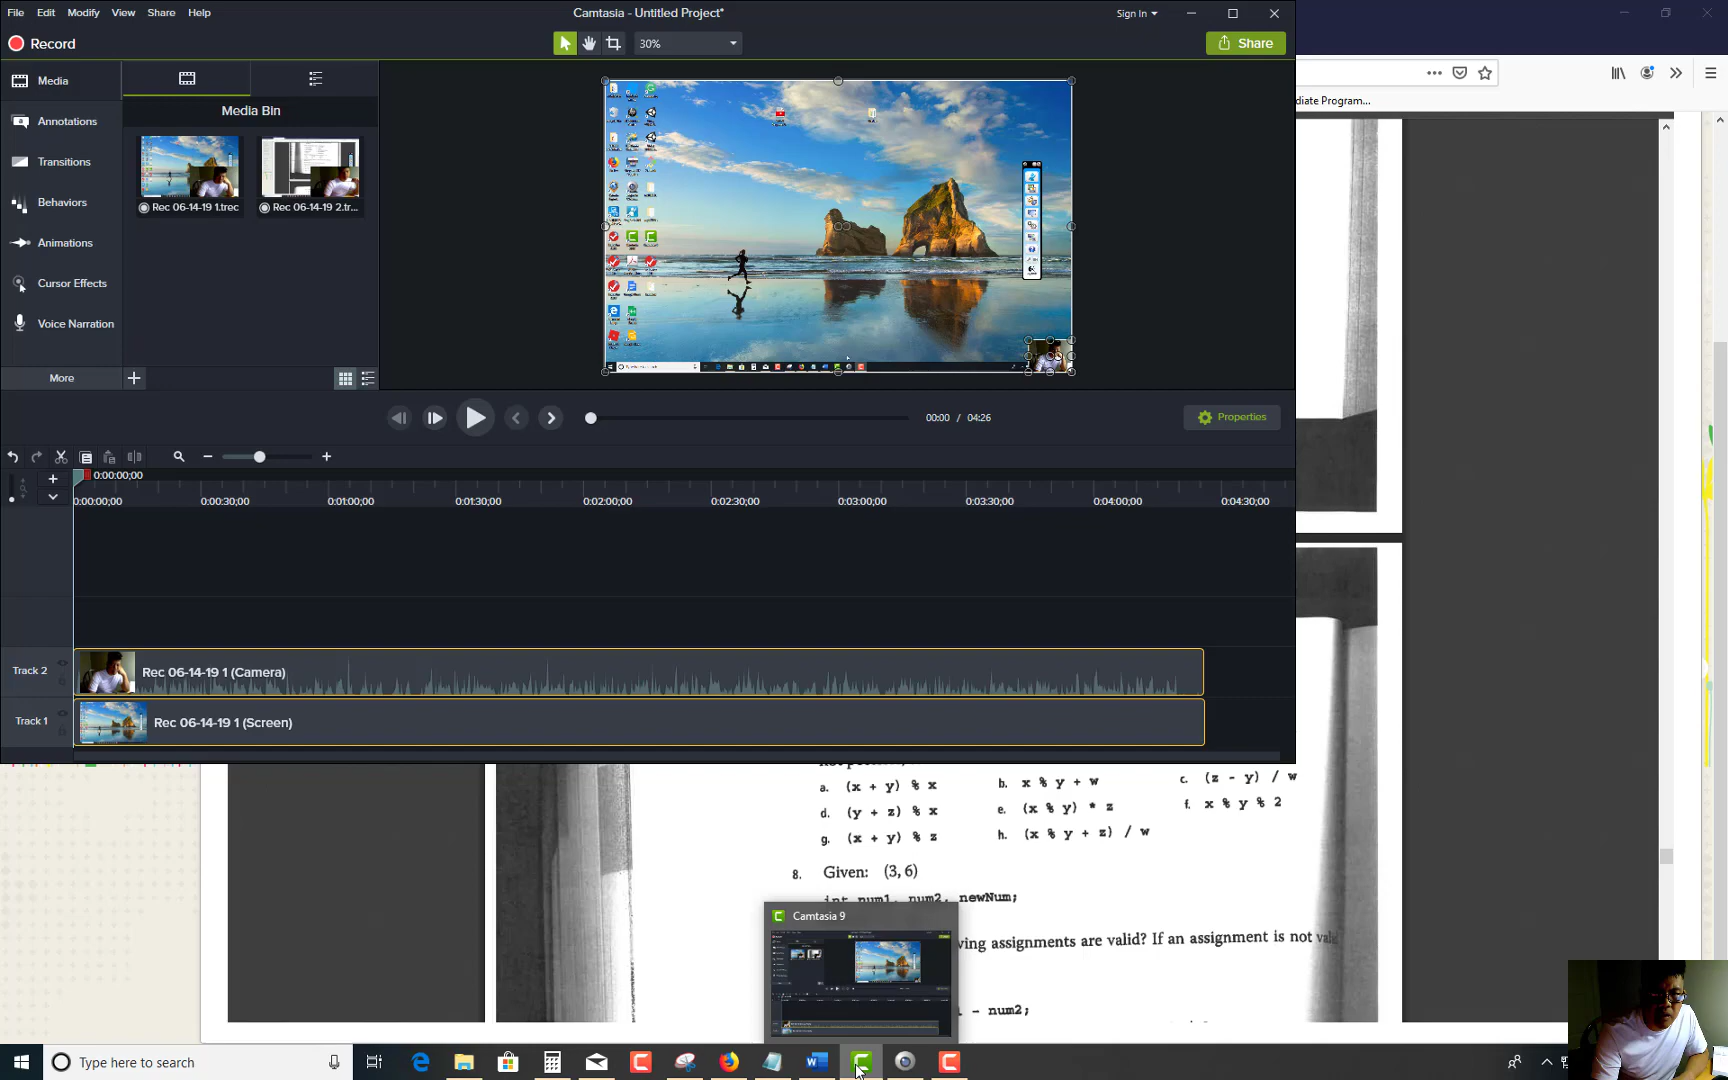 File Edit Modify View Share Help
Camtasia - Untitled Project*
Sign In
Record
30%
Share
Media
Annotations
Transitions
Behaviors
Animations
Cursor Effects
Voice Narration
More
Media Bin
Rec 06-14-19 1.trec
Rec 06-14-19 2.tr...
00:00 / 04:26
Properties
0:00:00;00
0:00:00;00 0:00:30;00 0:01:00;00 0:01:30;00 0:02:00;00 0:02:30;00 0:03:00;00 0:03:30;00 0:04:00;00 0:04:30;00
Track 2
Rec 06-14-19 1 (Camera)
Track 1
Rec 06-14-19 1 (Screen)
diate Program...
a. (x + y) % x b. x % y + w c. (z - y) / w
d. (y + z) % x e. (x % y) * z f. x % y % 2
g. (x + y) % z h. (x % y + z) / w
8. Given: (3, 6)
int num1, num2, newNum;
Camtasia 9
ving assignments are valid? If an assignment is not valid
- num2;
Type here to search